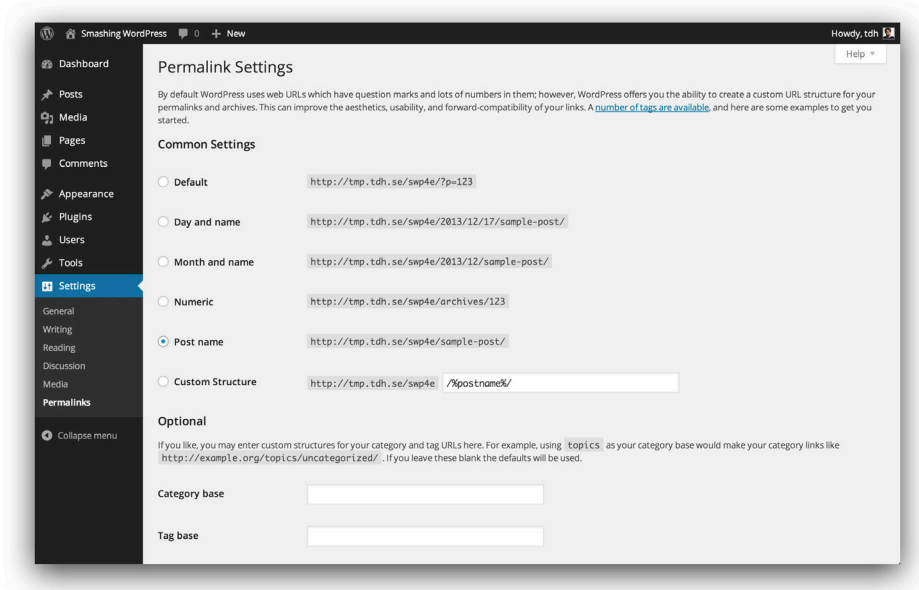 Smashing WordPress 0 + New Howdy, tdh
Help
Dashboard
Posts
Media
Pages
Comments
Appearance
Plugins
Users
Tools
Settings
General
Writing
Reading
Discussion
Media
Permalinks
Collapse menu
Permalink Settings
By default WordPress uses web URLs which have question marks and lots of numbers in them; however, WordPress offers you the ability to create a custom URL structure for your
permalinks and archives. This can improve the aesthetics, usability, and forward-compatibility of your links. A number of tags are available, and here are some examples to get you
started.
Common Settings
Default http://tmp.tdh.se/swp4e/?p=123
Day and name http://tmp.tdh.se/swp4e/2013/12/17/sample-post/
Month and name http://tmp.tdh.se/swp4e/2013/12/sample-post/
Numeric http://tmp.tdh.se/swp4e/archives/123
Post name http://tmp.tdh.se/swp4e/sample-post/
Custom Structure http://tmp.tdh.se/swp4e /%postname%/
Optional
If you like, you may enter custom structures for your category and tag URLs here. For example, using topics as your category base would make your category links like
http://example.org/topics/uncategorized/ . If you leave these blank the defaults will be used.
Category base
Tag base